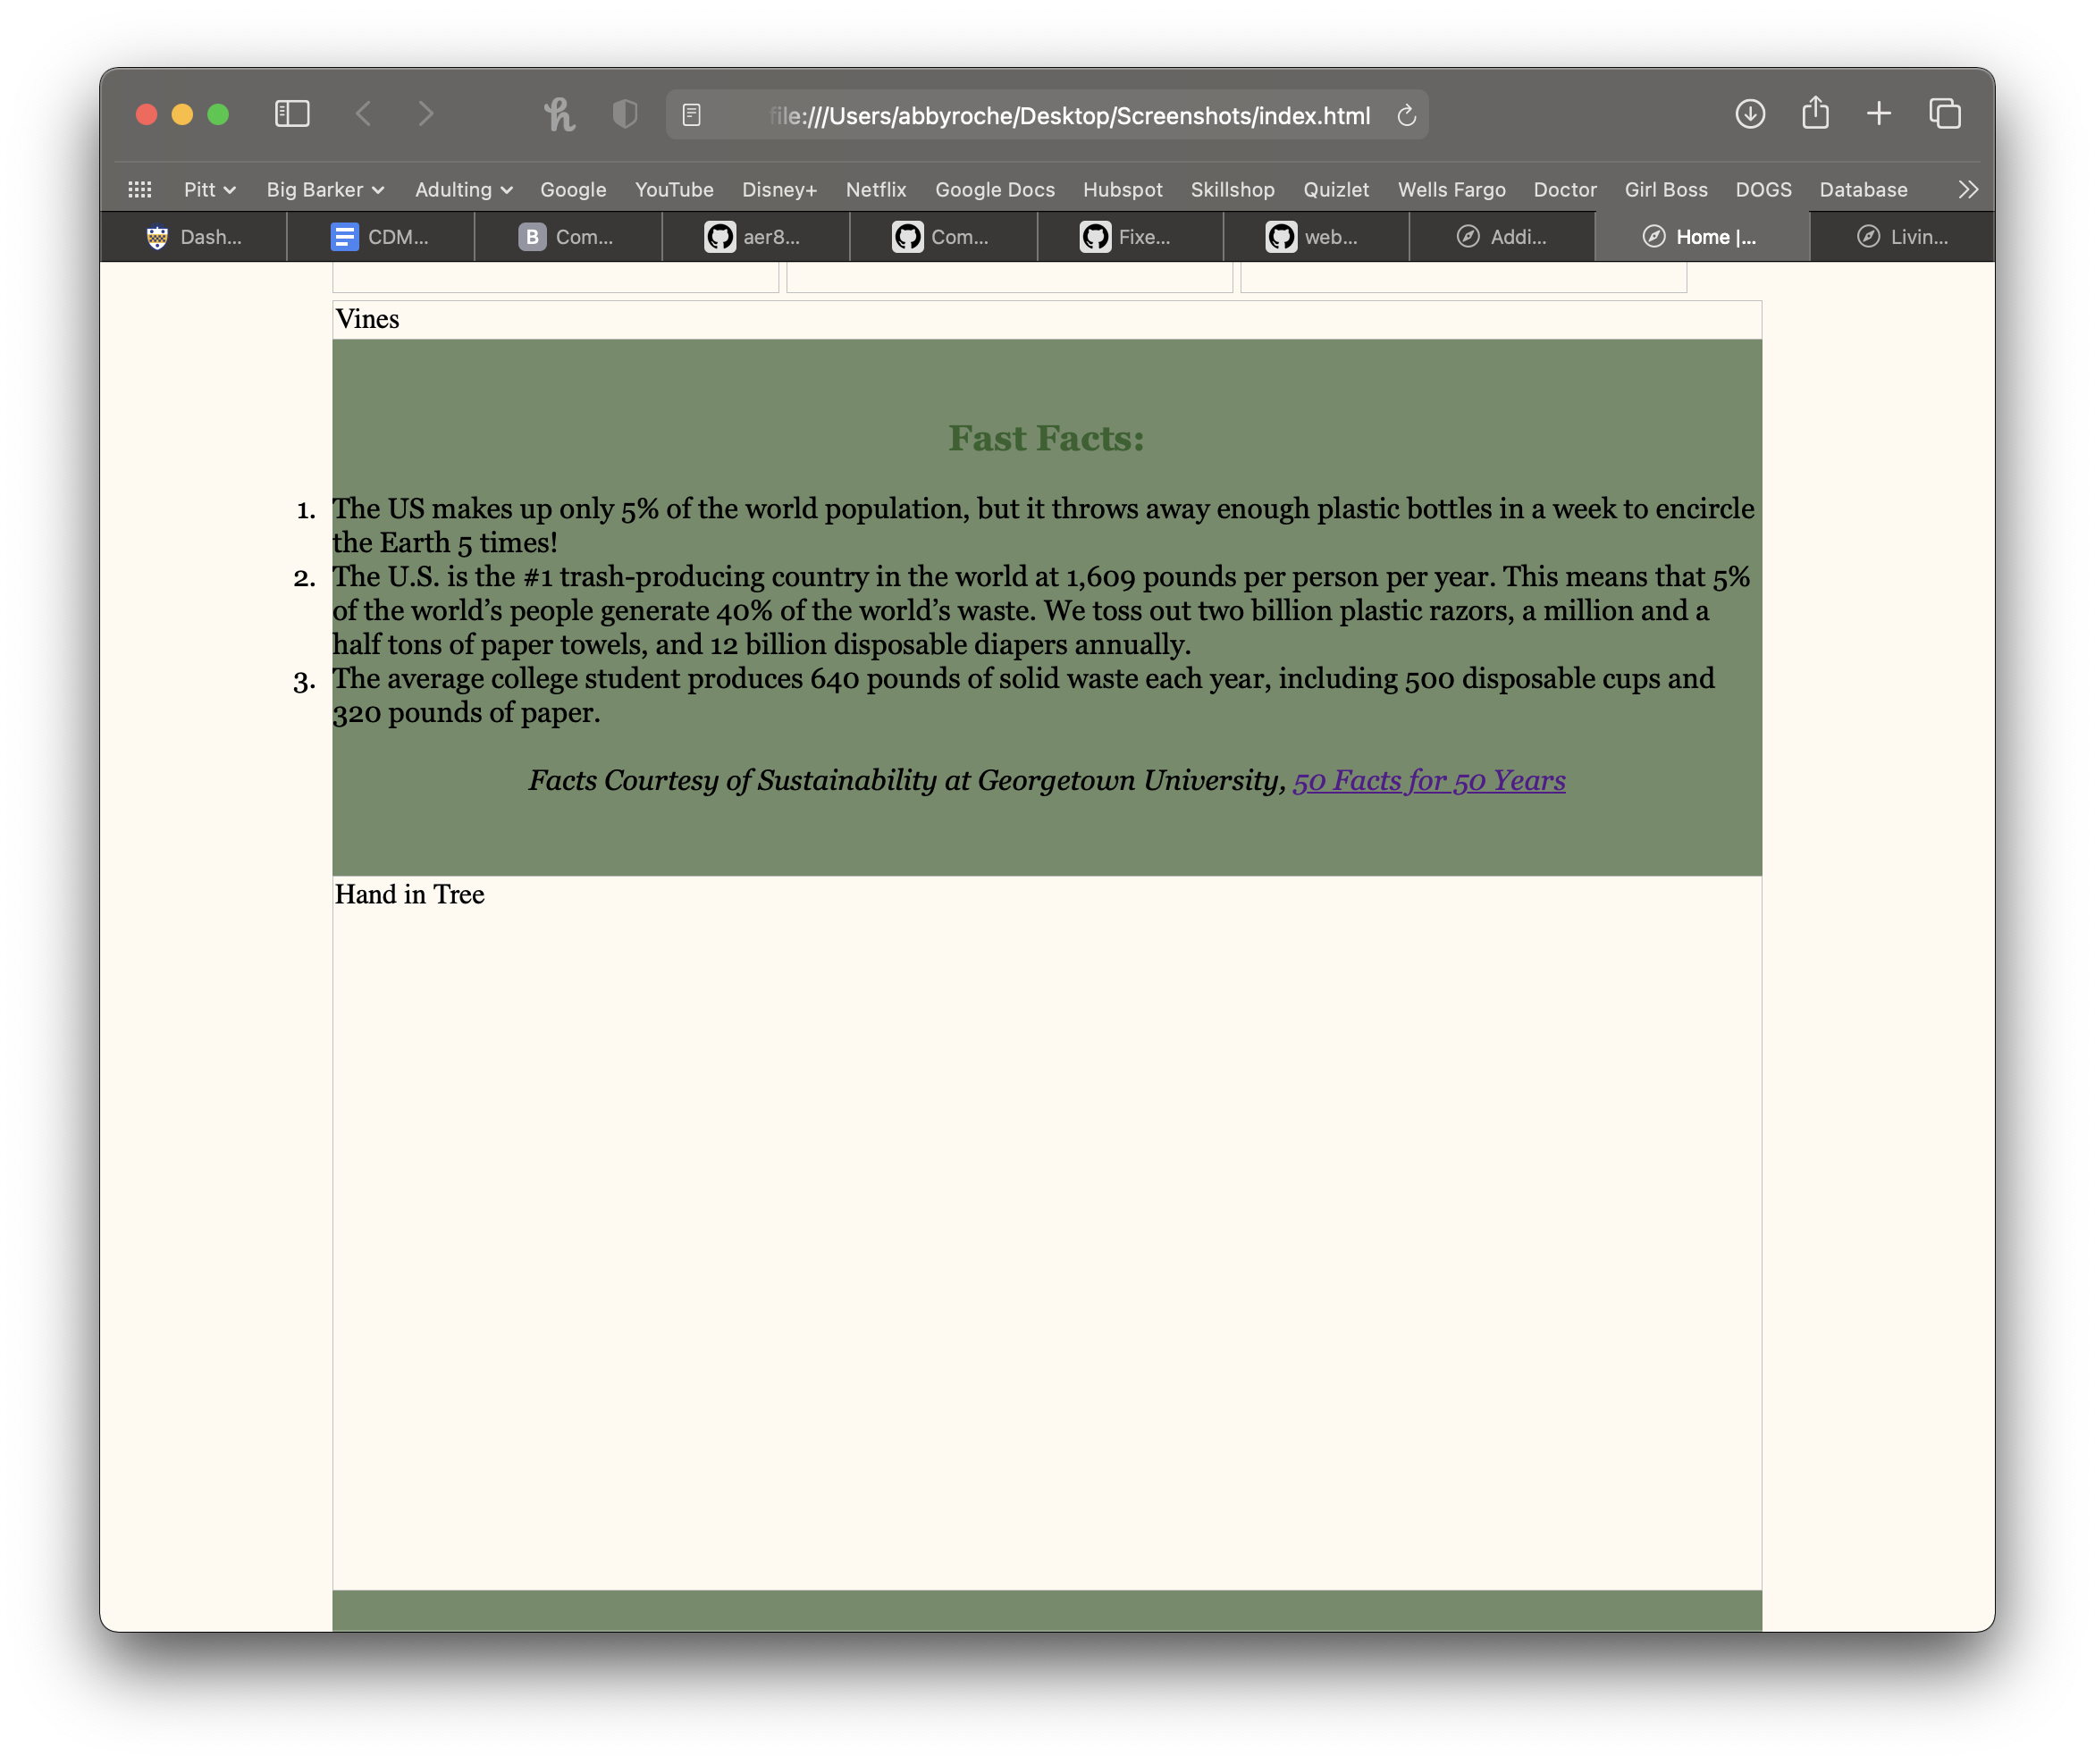 file:///Users/abbyroche/Desktop/Screenshots/index.html
Pitt Big Barker Adulting Google YouTube Disney+ Netflix Google Docs Hubspot Skillshop Quizlet Wells Fargo Doctor Girl Boss DOGS Database
Dash... CDM... B Com... aer8... Com... Fixe... web... Addi... Home |... Livin...
Vines
Fast Facts:
1. The US makes up only 5% of the world population, but it throws away enough plastic bottles in a week to encircle
the Earth 5 times!
2. The U.S. is the #1 trash-producing country in the world at 1,609 pounds per person per year. This means that 5%
of the world’s people generate 40% of the world’s waste. We toss out two billion plastic razors, a million and a
half tons of paper towels, and 12 billion disposable diapers annually.
3. The average college student produces 640 pounds of solid waste each year, including 500 disposable cups and
320 pounds of paper.
Facts Courtesy of Sustainability at Georgetown University, 50 Facts for 50 Years
Hand in Tree